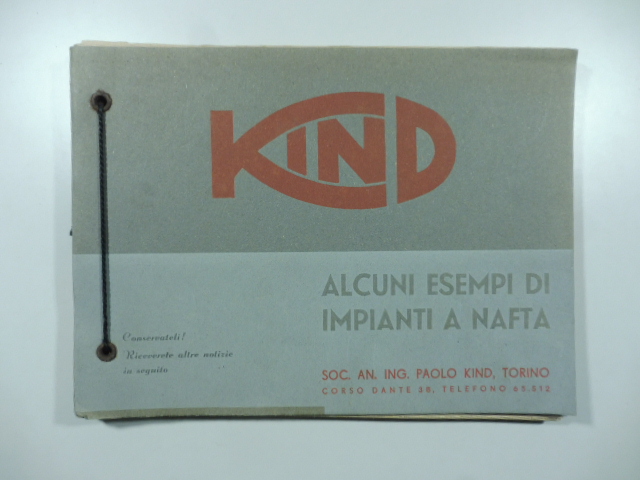 KIND
ALCUNI ESEMPI DI
IMPIANTI A NAFTA
Conservateli!
Riceverete altre notizie
in seguito
SOC. AN. ING. PAOLO KIND, TORINO
CORSO DANTE 38, TELEFONO 65.512